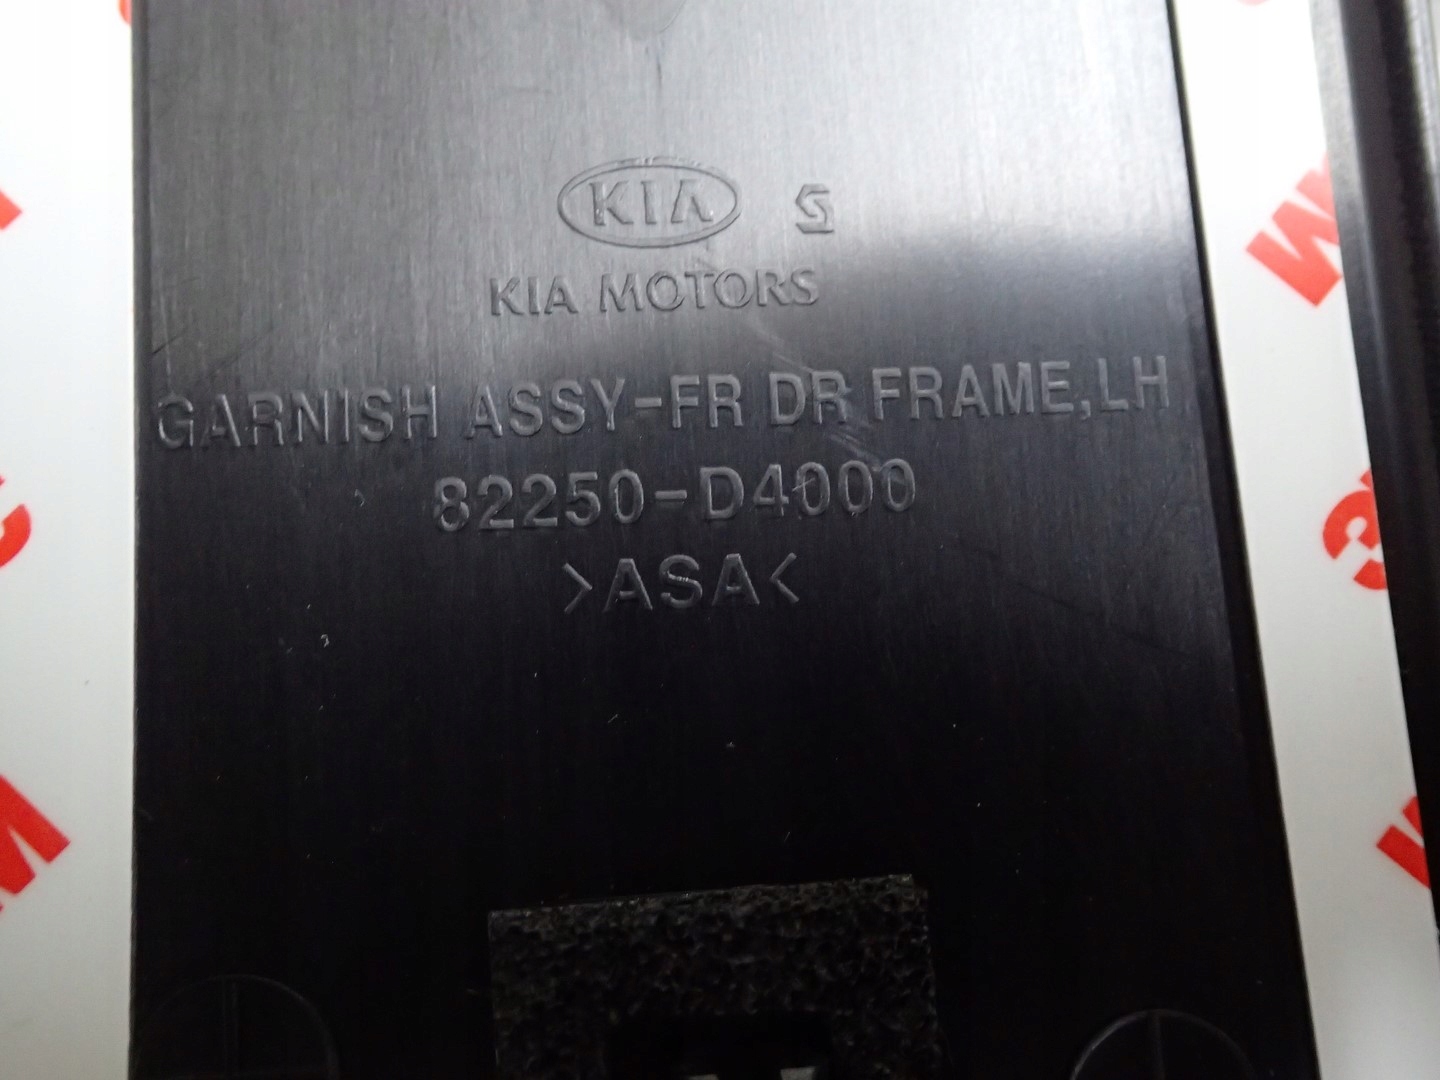 KIA S
KIA MOTORS
GARNISH ASSY-FR DR FRAME,LH
82250-D4000
>ASA<